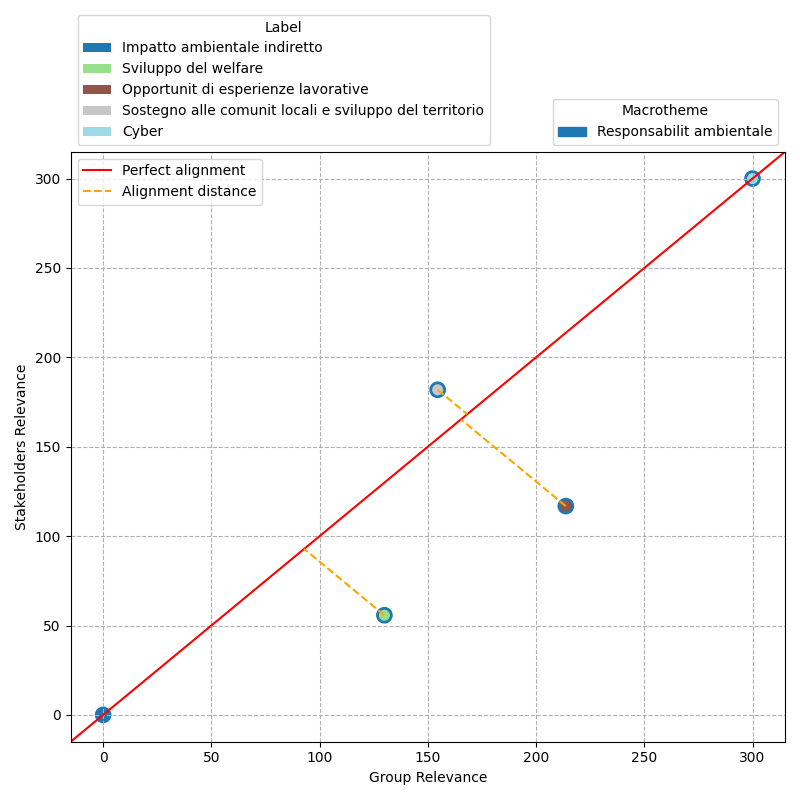 Label
Impatto ambientale indiretto
Sviluppo del welfare
Opportunit di esperienze lavorative
Sostegno alle comunit locali e sviluppo del territorio
Cyber
Macrotheme
Responsabilit ambientale
Perfect alignment
Alignment distance
300
250
200
150
100
50
0
Stakeholders Relevance
0 50 100 150 200 250 300
Group Relevance